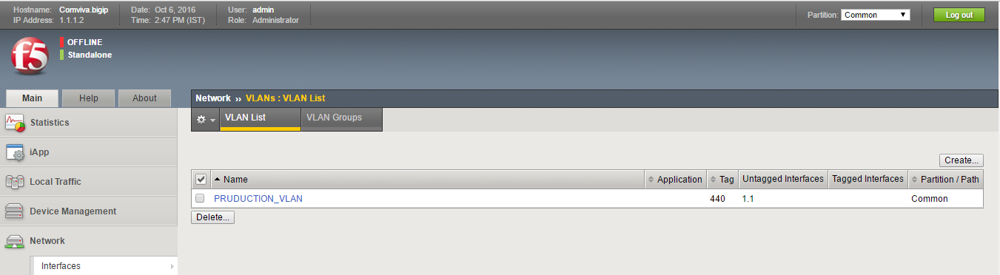 Hostname: Comviva.bigip Date: Oct 6, 2016 User: admin Partition: Common Log out
IP Address: 1.1.1.2 Time: 2:47 PM (IST) Role: Administrator
f5 OFFLINE
Standalone
Main Help About Network ›› VLANs : VLAN List
VLAN List VLAN Groups
Statistics
iApp
Create...
Local Traffic Name Application Tag Untagged Interfaces Tagged Interfaces Partition / Path
PRUDUCTION_VLAN 440 1.1 Common
Device Management Delete...
Network
Interfaces